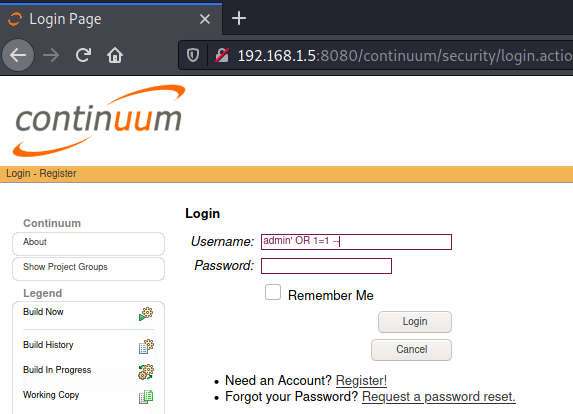 Login Page
192.168.1.5:8080/continuum/security/login.actio
continuum
Login - Register
Continuum
About
Show Project Groups
Legend
Build Now
Build History
Build In Progress
Working Copy
Login
Username: admin' OR 1=1 --
Password:
Remember Me
Login
Cancel
• Need an Account? Register!
• Forgot your Password? Request a password reset.